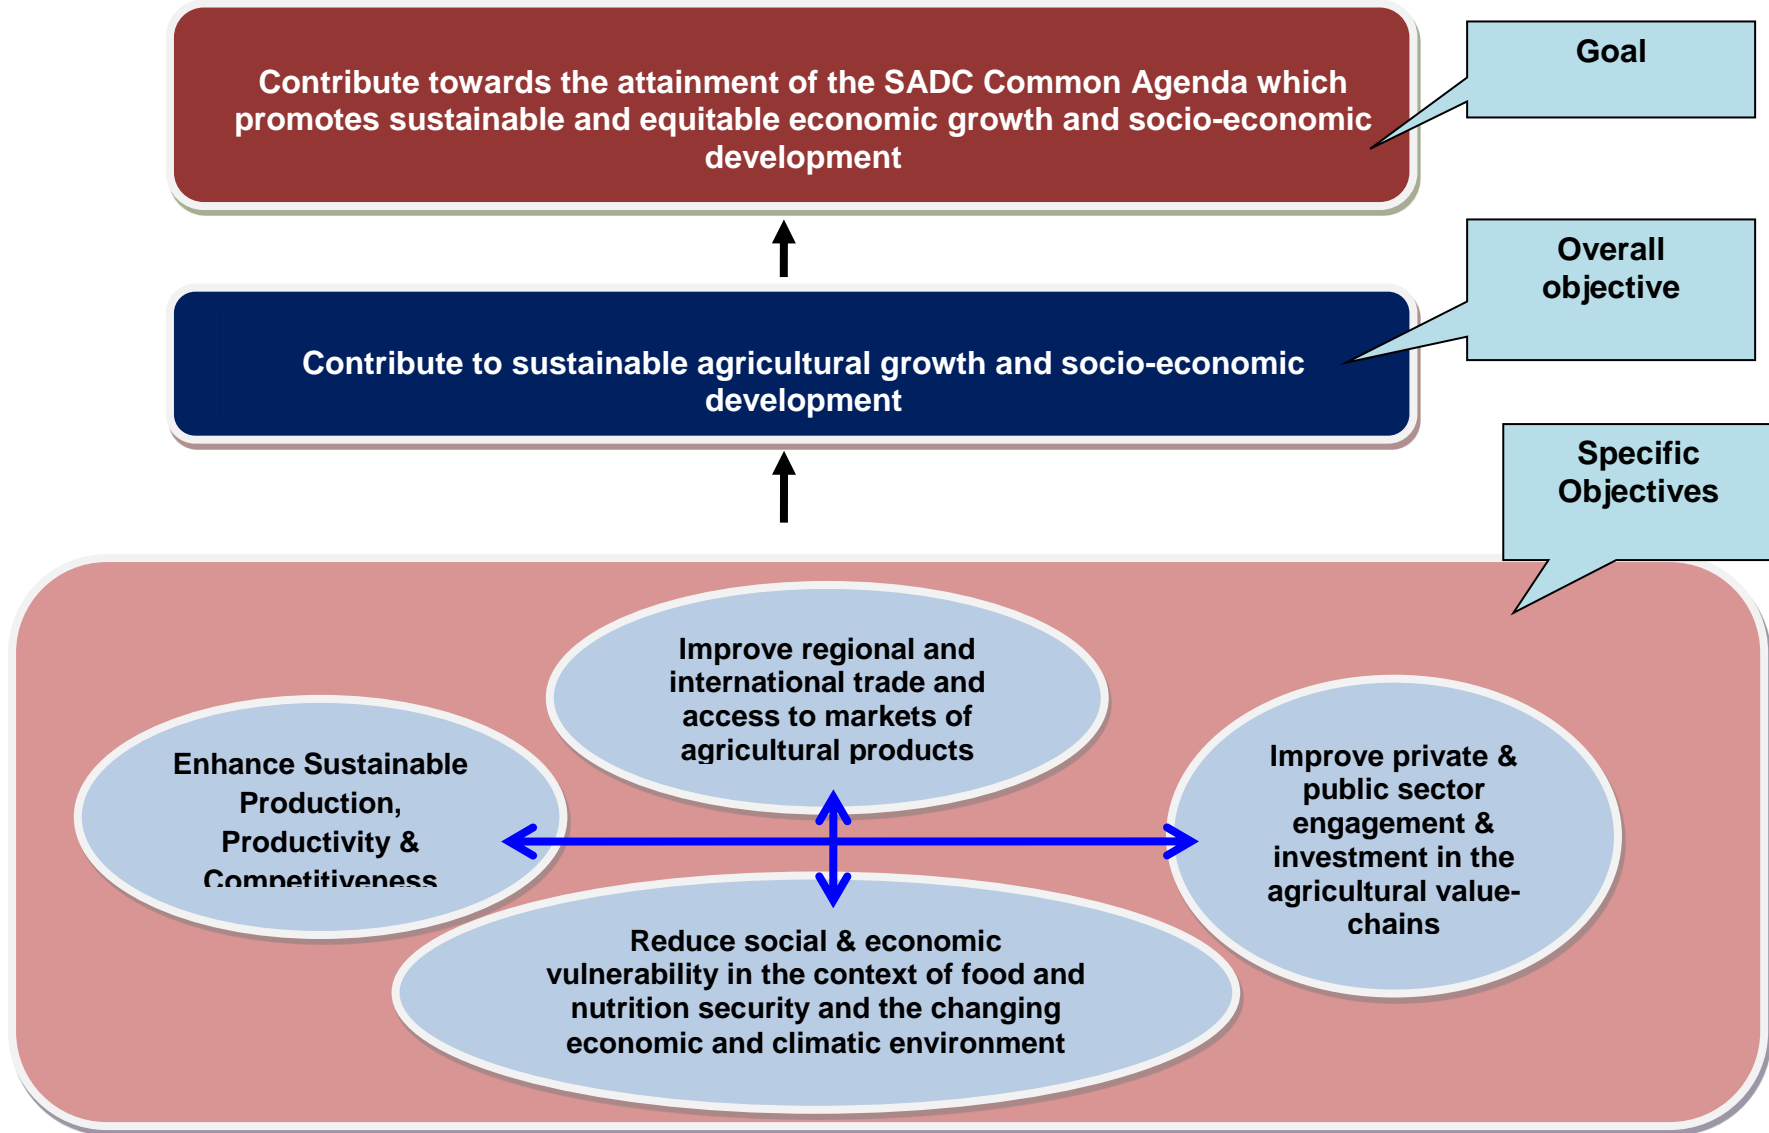 Contribute towards the attainment of the SADC Common Agenda which
promotes sustainable and equitable economic growth and socio-economic
development
Goal
Contribute to sustainable agricultural growth and socio-economic
development
Overall
objective
Specific
Objectives
Improve regional and
international trade and
access to markets of
agricultural products
Enhance Sustainable
Production,
Productivity &
Competitiveness
Improve private &
public sector
engagement &
investment in the
agricultural value-
chains
Reduce social & economic
vulnerability in the context of food and
nutrition security and the changing
economic and climatic environment